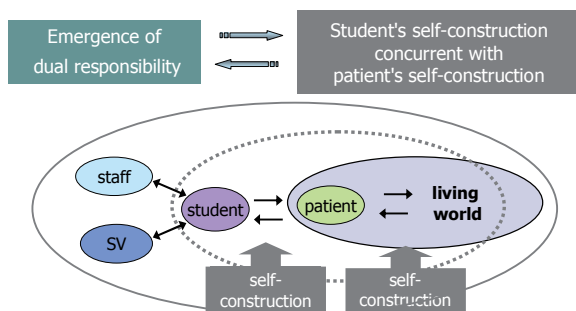 Emergence of
dual responsibility
Student's self-construction
concurrent with
patient's self-construction
staff
student
SV
patient
living
world
self-
construction
self-
construction